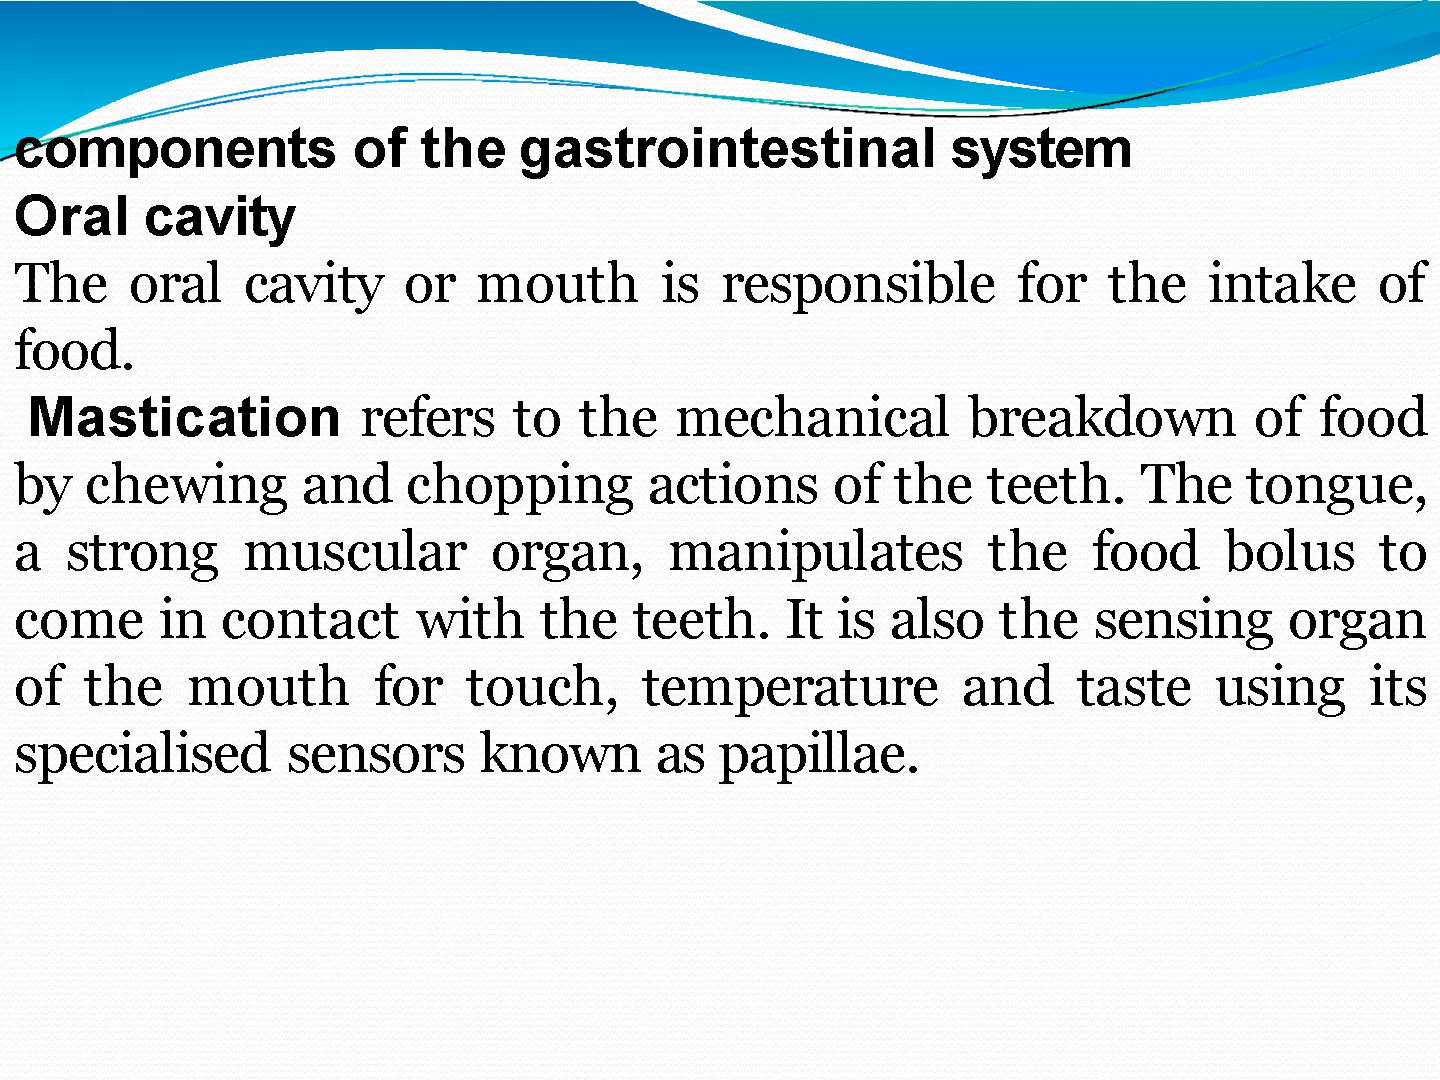 components of the gastrointestinal system
Oral cavity
The oral cavity or mouth is responsible for the intake of
food.
Mastication refers to the mechanical breakdown of food
by chewing and chopping actions of the teeth. The tongue,
a strong muscular organ, manipulates the food bolus to
come in contact with the teeth. It is also the sensing organ
of the mouth for touch, temperature and taste using its
specialised sensors known as papillae.